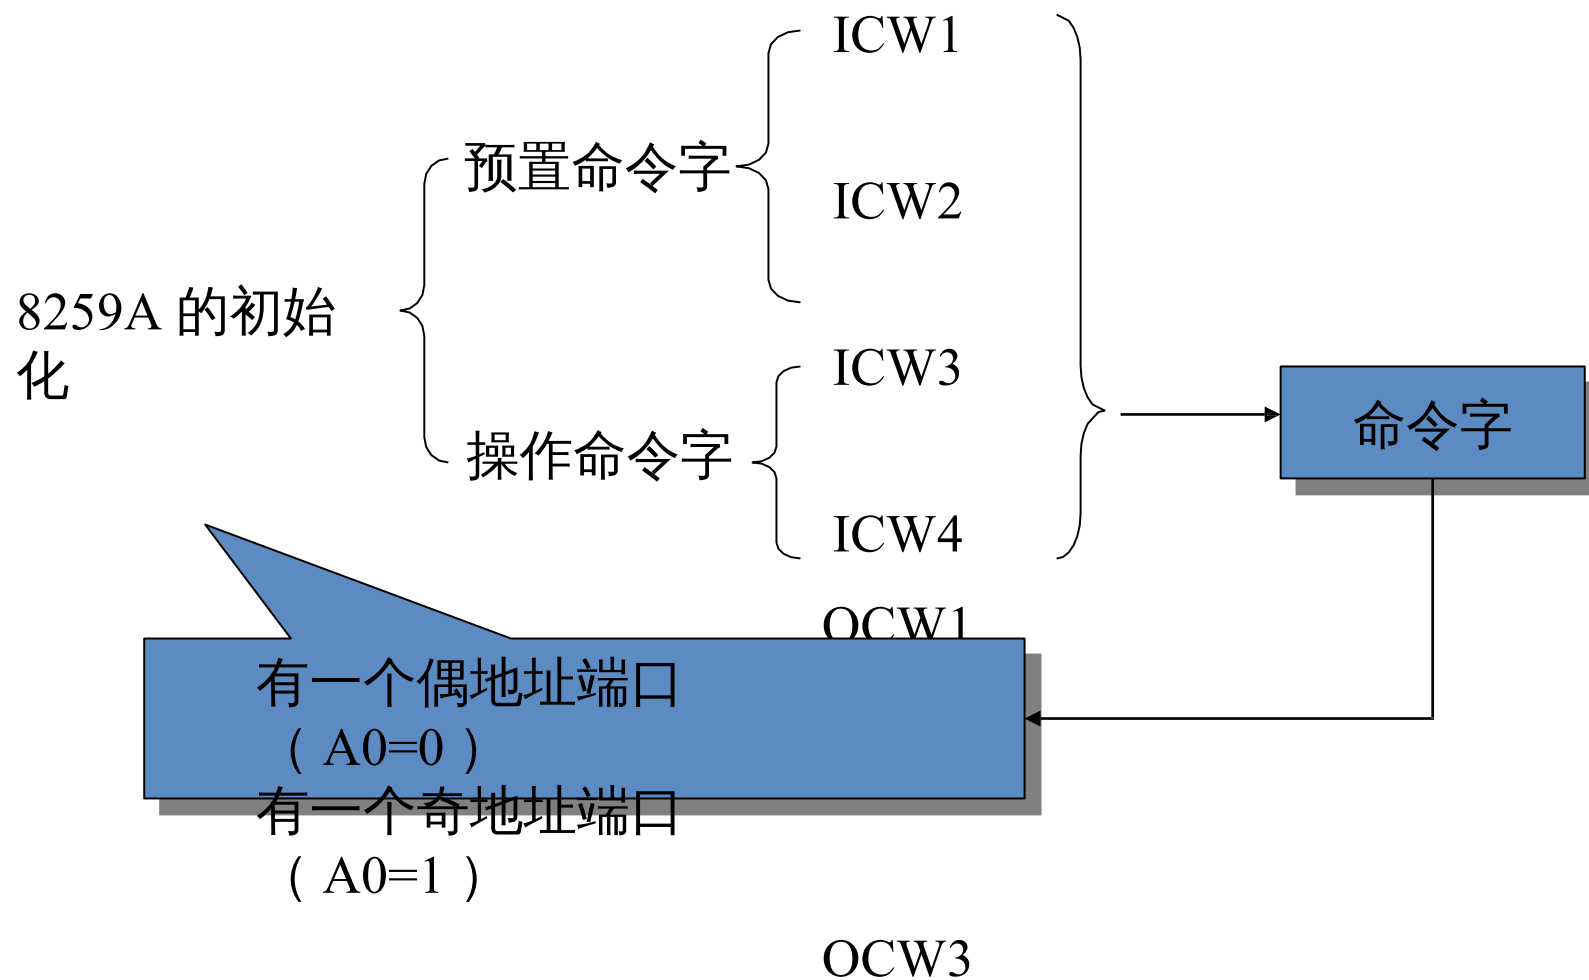 ICW1
预置命令字
ICW2
8259A 的初始
化
ICW3
命令字
操作命令字
ICW4
OCW1
有一个偶地址端口
（ A0=0 ）
有一个奇地址端口
（ A0=1 ）
OCW3